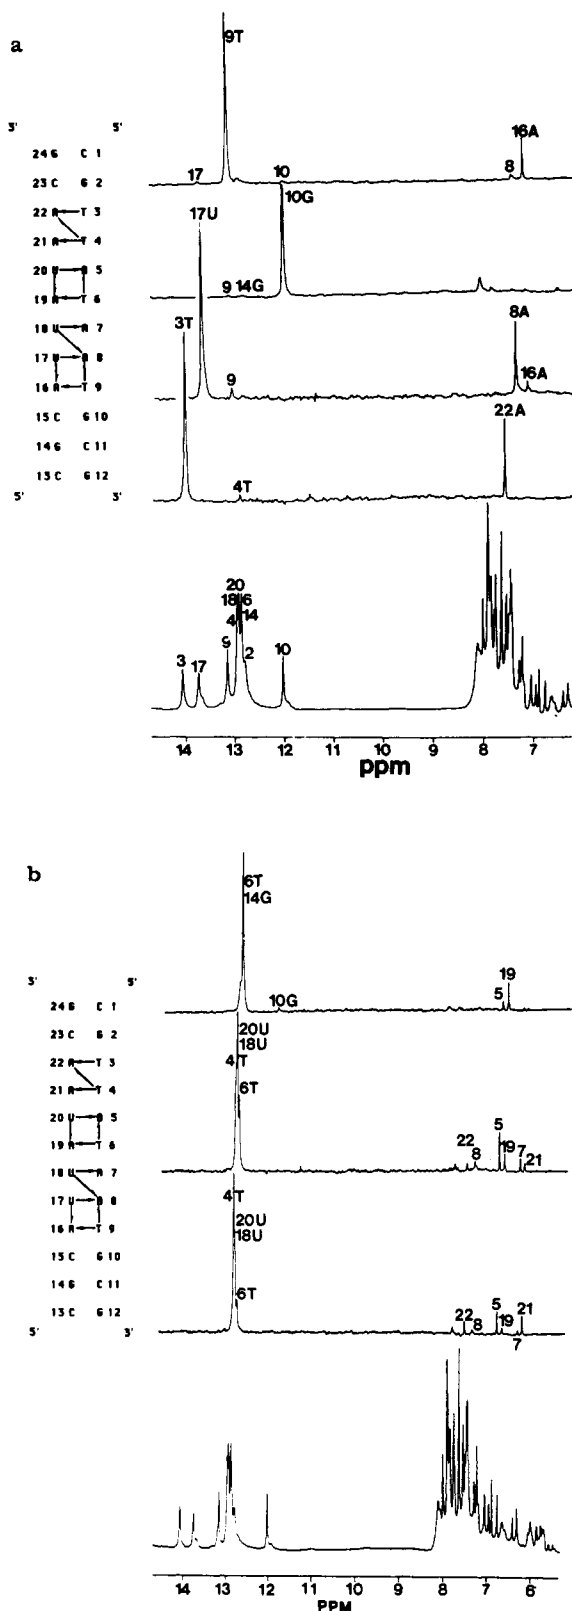 a
9T
3' 5'
16A
24 G C 1
17 10 8
23 C G 2
10G
22 A T 3
17U
21 A T 4
20 U A 5
9 14G
19 A T 6
3T
18 U A 7
8A
17 U A 8
16A
9
16 A T 9
22A
15 C G 10
14 G C 11
4T
13 C G 12
5' 3'
20
18 6
4 14
9 2
3 17 10
14 13 12 11 10 9 8 7
ppm
b
6T
14G
19
3' 5'
5
10G
24 G C 1
20U
23 C G 2
18U
4T
22 A T 3
6T
21 A T 4
5
20 U A 5
22 19 7
8 21
19 A T 6
18 U A 7
4T
17 U A 8
20U
16 A T 9
18U
15 C G 10
6T
5
14 G C 11
22 19 21
8
13 C G 12
7
5' 3'
14 13 12 11 10 9 8 7 6
PPM